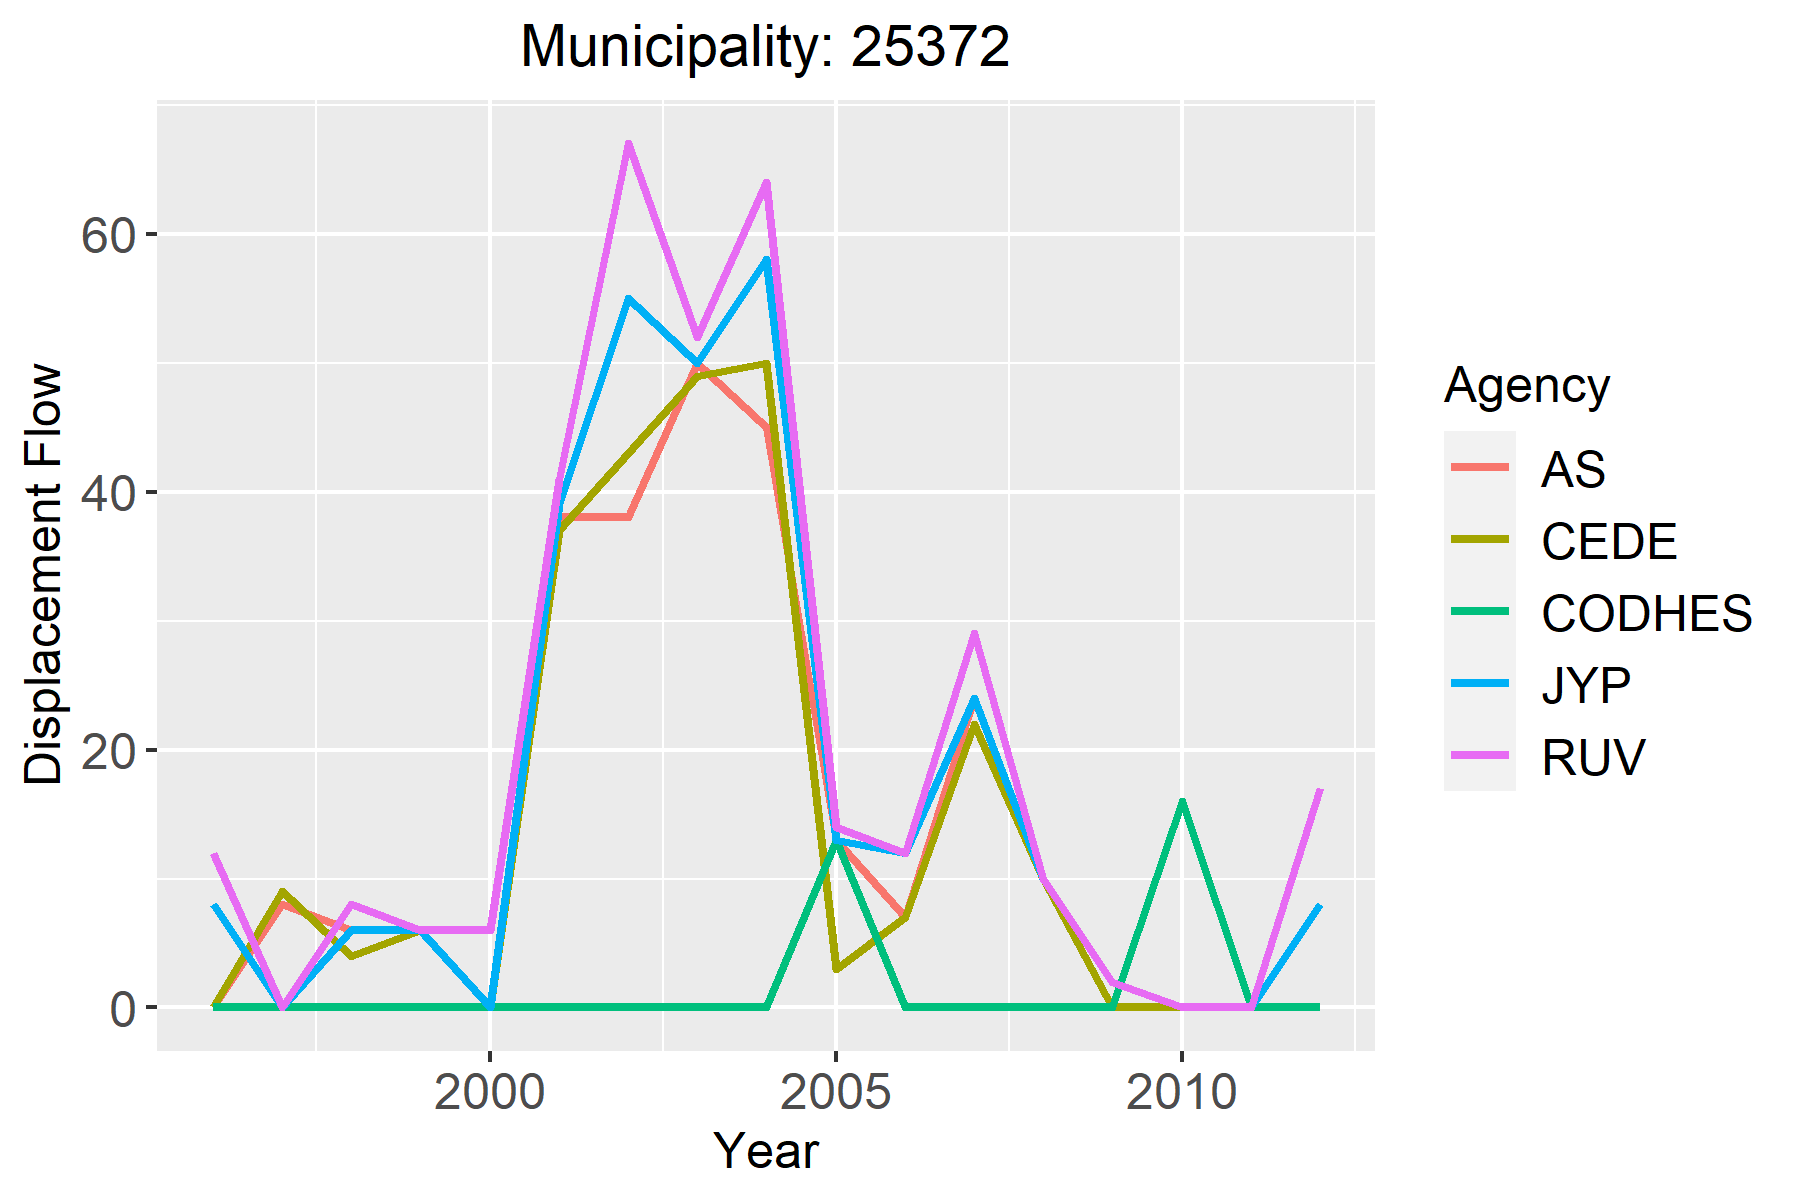 Municipality: 25372
Displacement Flow
60
40
20
0
2000 2005 2010
Year
Agency
AS
CEDE
CODHES
JYP
RUV